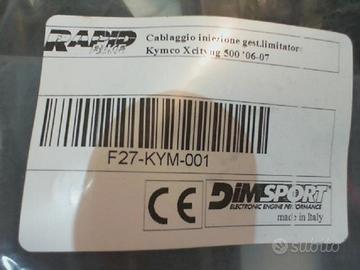 RAPID
BIKE
Cablaggio iniezione gest.limitatore
Kymco Xciting 500 '06-07
F27-KYM-001
CE
DIMSPORT
ELECTRONIC ENGINE PERFORMANCE
made in Italy
subito